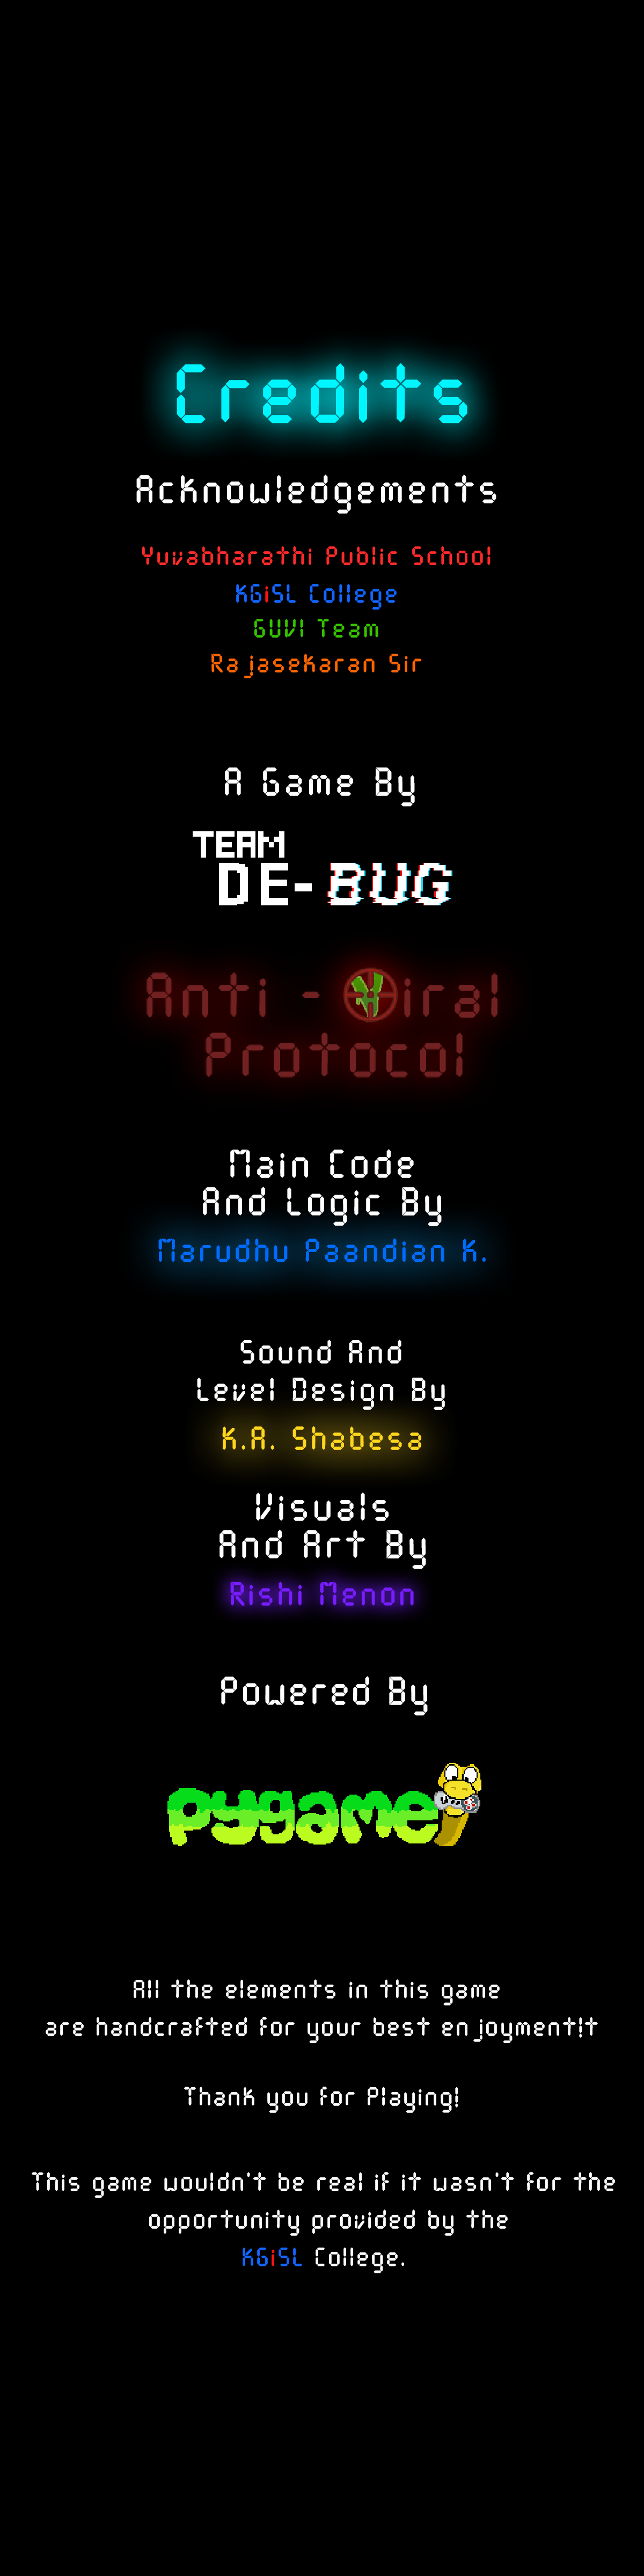 Credits
Acknowledgements
Yuvabharathi Public School
KGiSL College
GUVI Team
Rajasekaran Sir
A Game By
TEAM
DE-BUG
Anti - Viral
Protocol
Main Code
And Logic By
Marudhu Paandian K.
Sound And
Level Design By
K.A. Shabesa
Visuals
And Art By
Rishi Menon
Powered By
pygame
All the elements in this game
are handcrafted for your best enjoyment!t
Thank you for Playing!
This game wouldn't be real if it wasn't for the
opportunity provided by the
KGiSL College.